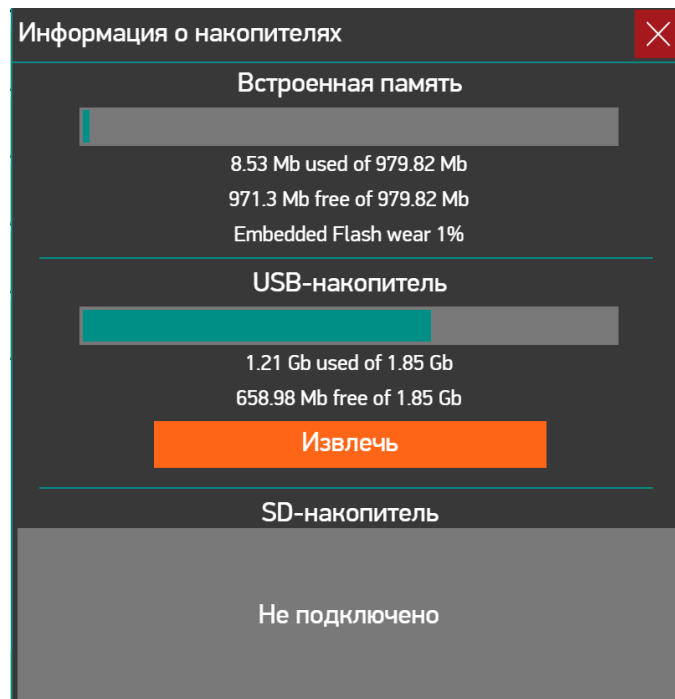 Информация о накопителях
Встроенная память
8.53 Mb used of 979.82 Mb
971.3 Mb free of 979.82 Mb
Embedded Flash wear 1%
USB-накопитель
1.21 Gb used of 1.85 Gb
658.98 Mb free of 1.85 Gb
Извлечь
SD-накопитель
Не подключено